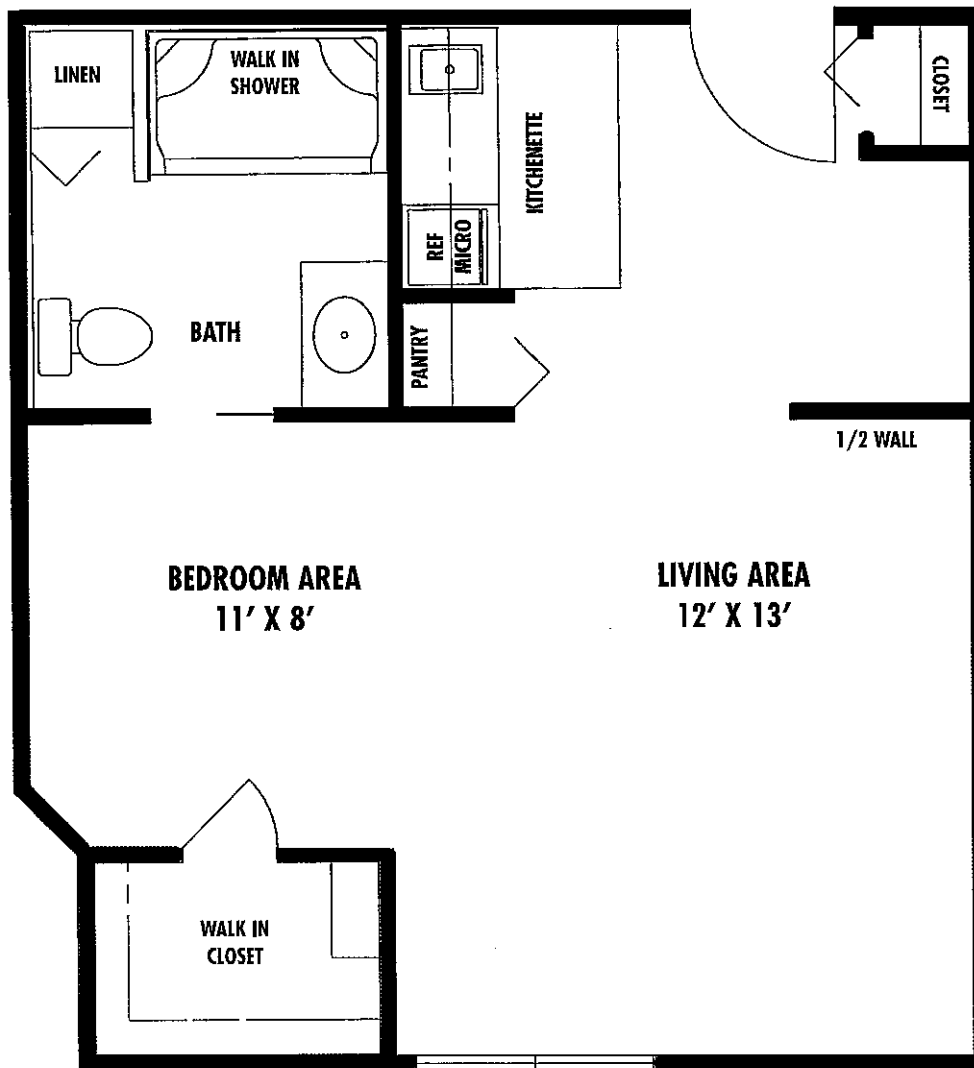 LINEN
WALK IN
SHOWER
CLOSET
KITCHENETTE
REF
MICRO
BATH
PANTRY
1/2 WALL
BEDROOM AREA
11' X 8'
LIVING AREA
12' X 13'
WALK IN
CLOSET